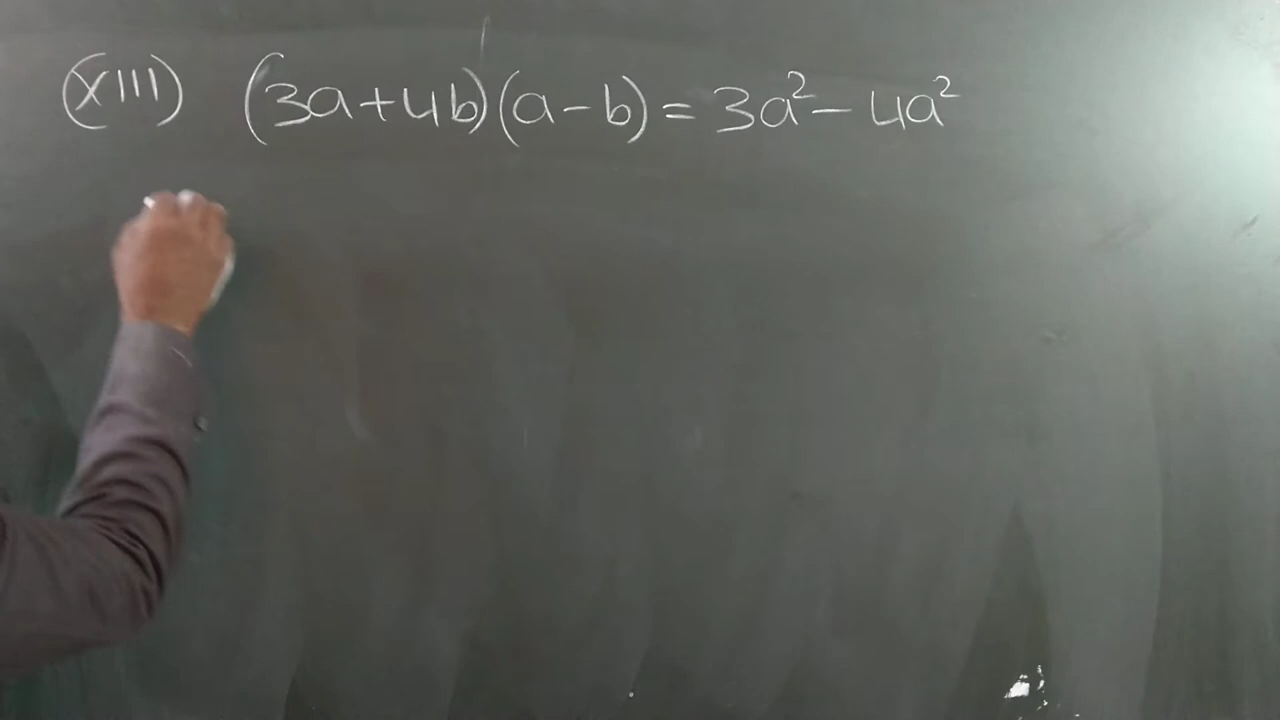 (XIII) (3a+4b)(a-b) = 3a² - 4a²